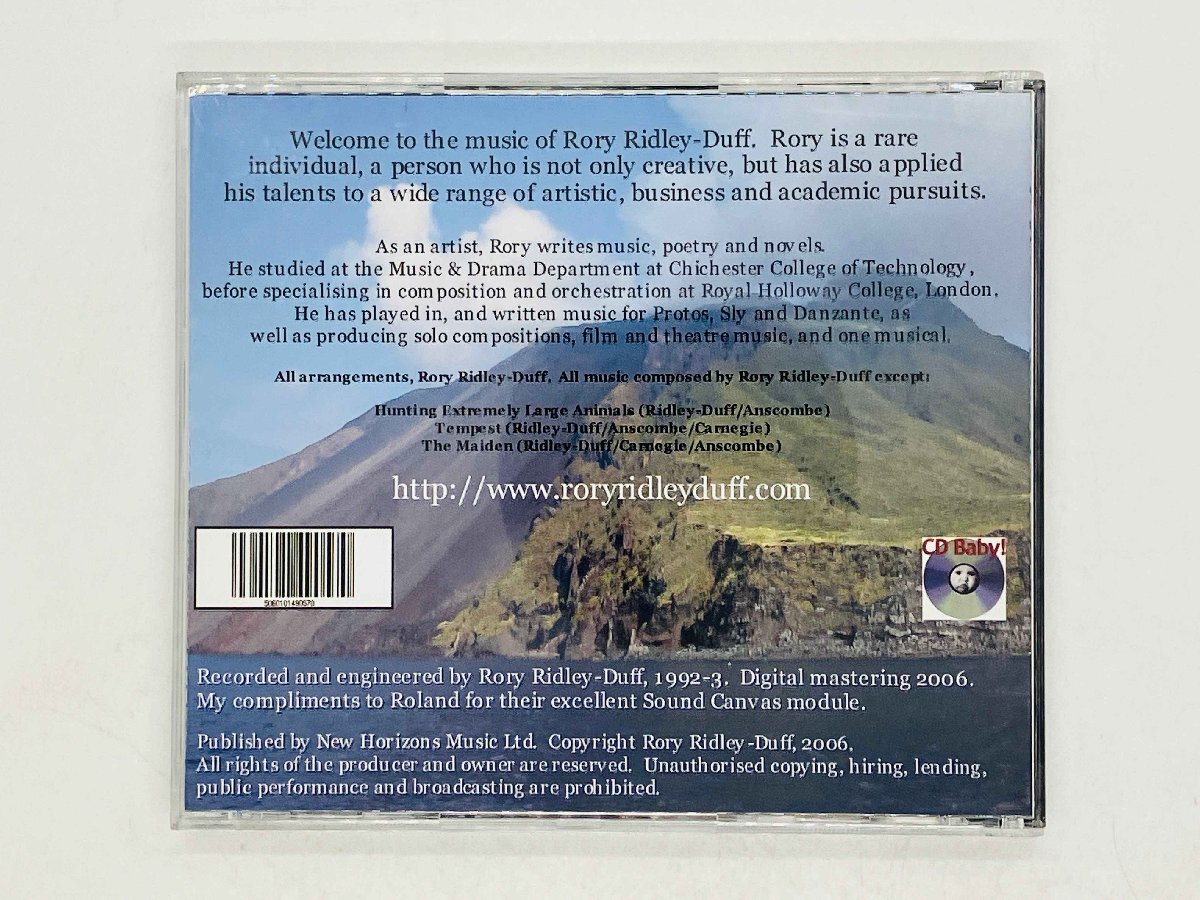 Welcome to the music of Rory Ridley-Duff. Rory is a rare
individual, a person who is not only creative, but has also applied
his talents to a wide range of artistic, business and academic pursuits.
As an artist, Rory writes music, poetry and novels.
He studied at the Music & Drama Department at Chichester College of Technology,
before specialising in composition and orchestration at Royal Holloway College, London.
He has played in, and written music for Protos, Sly and Danzante, as
well as producing solo compositions, film and theatre music, and one musical.
All arrangements, Rory Ridley-Duff. All music composed by Rory Ridley-Duff except:
Hunting Extremely Large Animals (Ridley-Duff/Anscombe)
Tempest (Ridley-Duff/Anscombe/Carnegie)
The Maiden (Ridley-Duff/Carnegie/Anscombe)
http://www.roryridleyduff.com
CD Baby!
5060101490570
Recorded and engineered by Rory Ridley-Duff, 1992-3. Digital mastering 2006.
My compliments to Roland for their excellent Sound Canvas module.
Published by New Horizons Music Ltd. Copyright Rory Ridley-Duff, 2006.
All rights of the producer and owner are reserved. Unauthorised copying, hiring, lending,
public performance and broadcasting are prohibited.